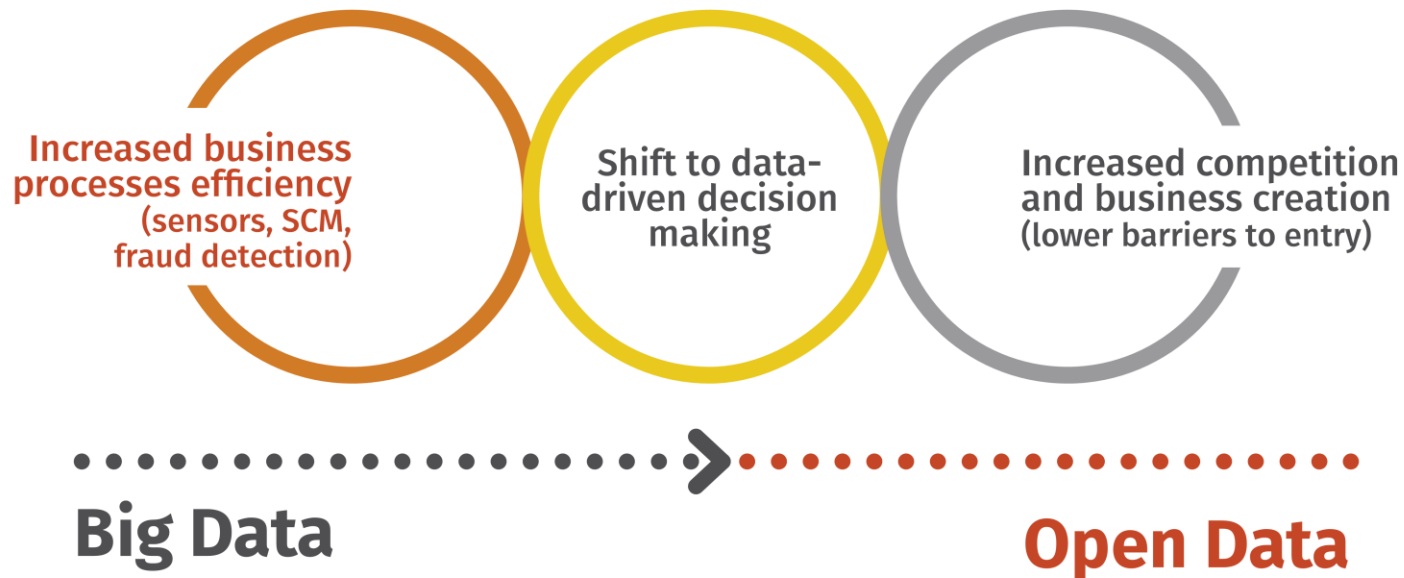 Increased business
processes efficiency
(sensors, SCM,
fraud detection)
Shift to data-
driven decision
making
Increased competition
and business creation
(lower barriers to entry)
Big Data
Open Data